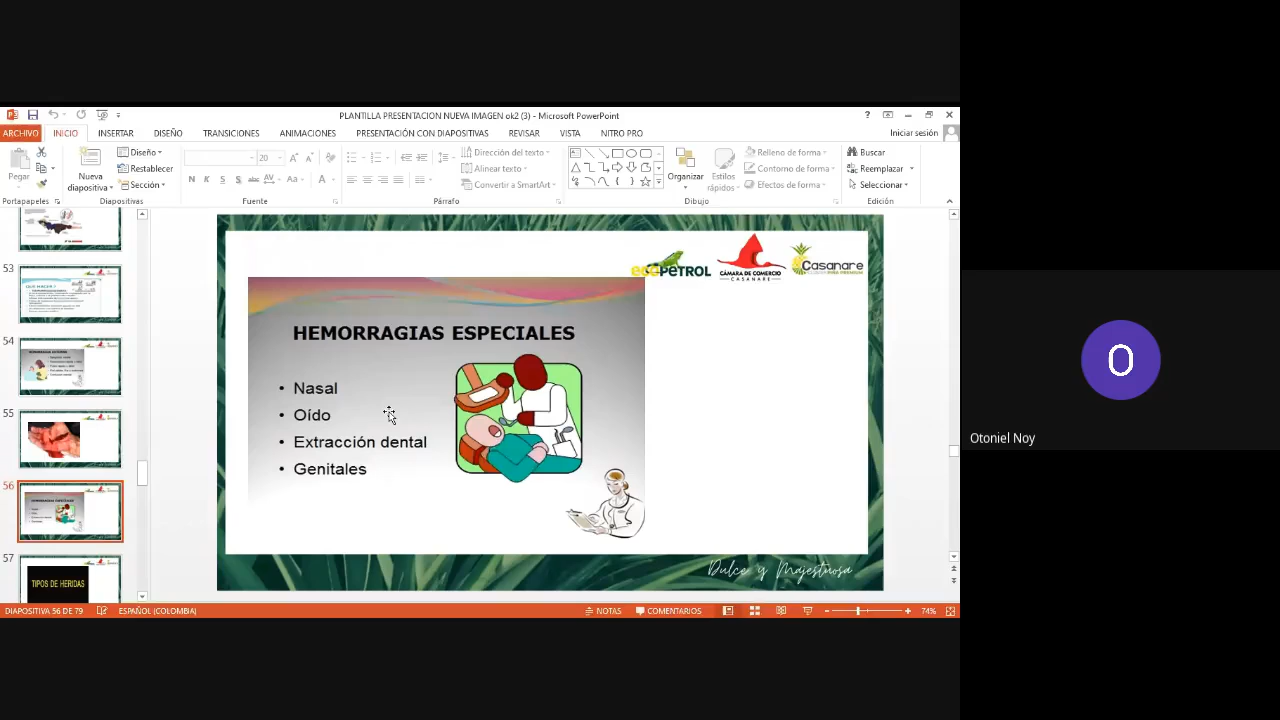 PLANTILLA PRESENTACION NUEVA IMAGEN ok2 (3) - Microsoft PowerPoint
ARCHIVO INICIO INSERTAR DISEÑO TRANSICIONES ANIMACIONES PRESENTACIÓN CON DIAPOSITIVAS REVISAR VISTA NITRO PRO Iniciar sesión
Pegar
Nueva diapositiva
Diseño
Restablecer
Sección
20
N K S S abc AV Aa A
Dirección del texto
Alinear texto
Convertir a SmartArt
Organizar
Estilos rápidos
Relleno de forma
Contorno de forma
Efectos de forma
Buscar
Reemplazar
Seleccionar
Portapapeles Diapositivas Fuente Párrafo Dibujo Edición
53
54
55
56
57
TIPOS DE HERIDAS
ecoPETROL
CÁMARA DE COMERCIO
CASANARE
Casanare
HEMORRAGIAS ESPECIALES
• Nasal
• Oído
• Extracción dental
• Genitales
Dulce y Majestuosa
DIAPOSITIVA 56 DE 79 ESPAÑOL (COLOMBIA) NOTAS COMENTARIOS 74%
O
Otoniel Noy